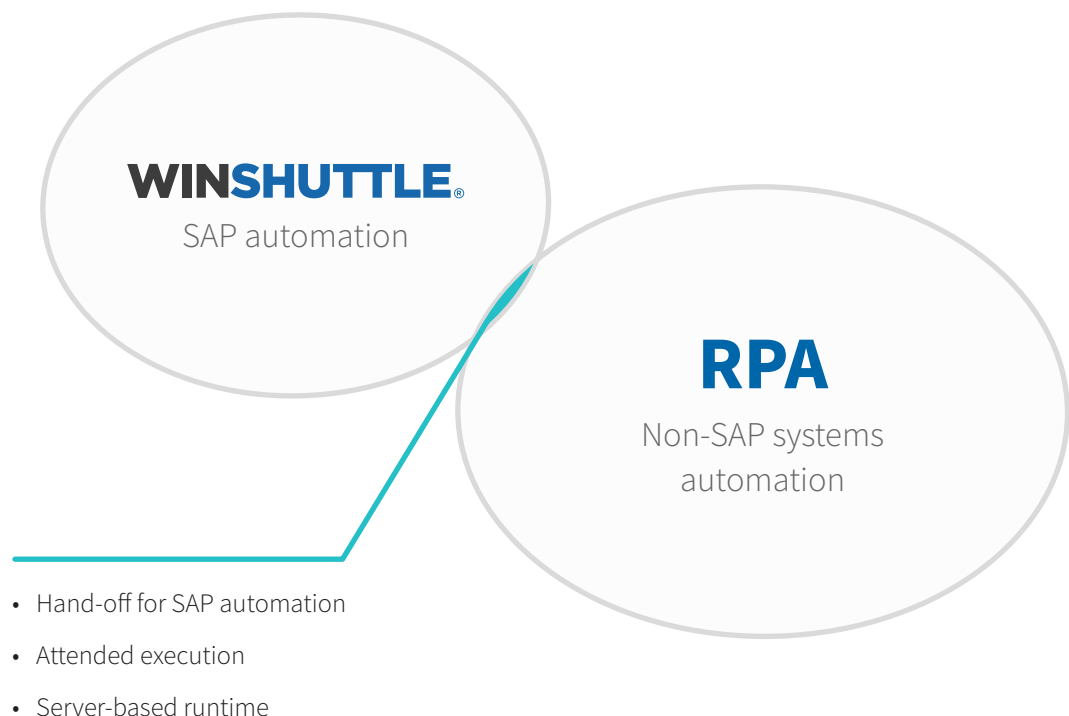 WINSHUTTLE®
SAP automation
RPA
Non-SAP systems
automation
• Hand-off for SAP automation
• Attended execution
• Server-based runtime